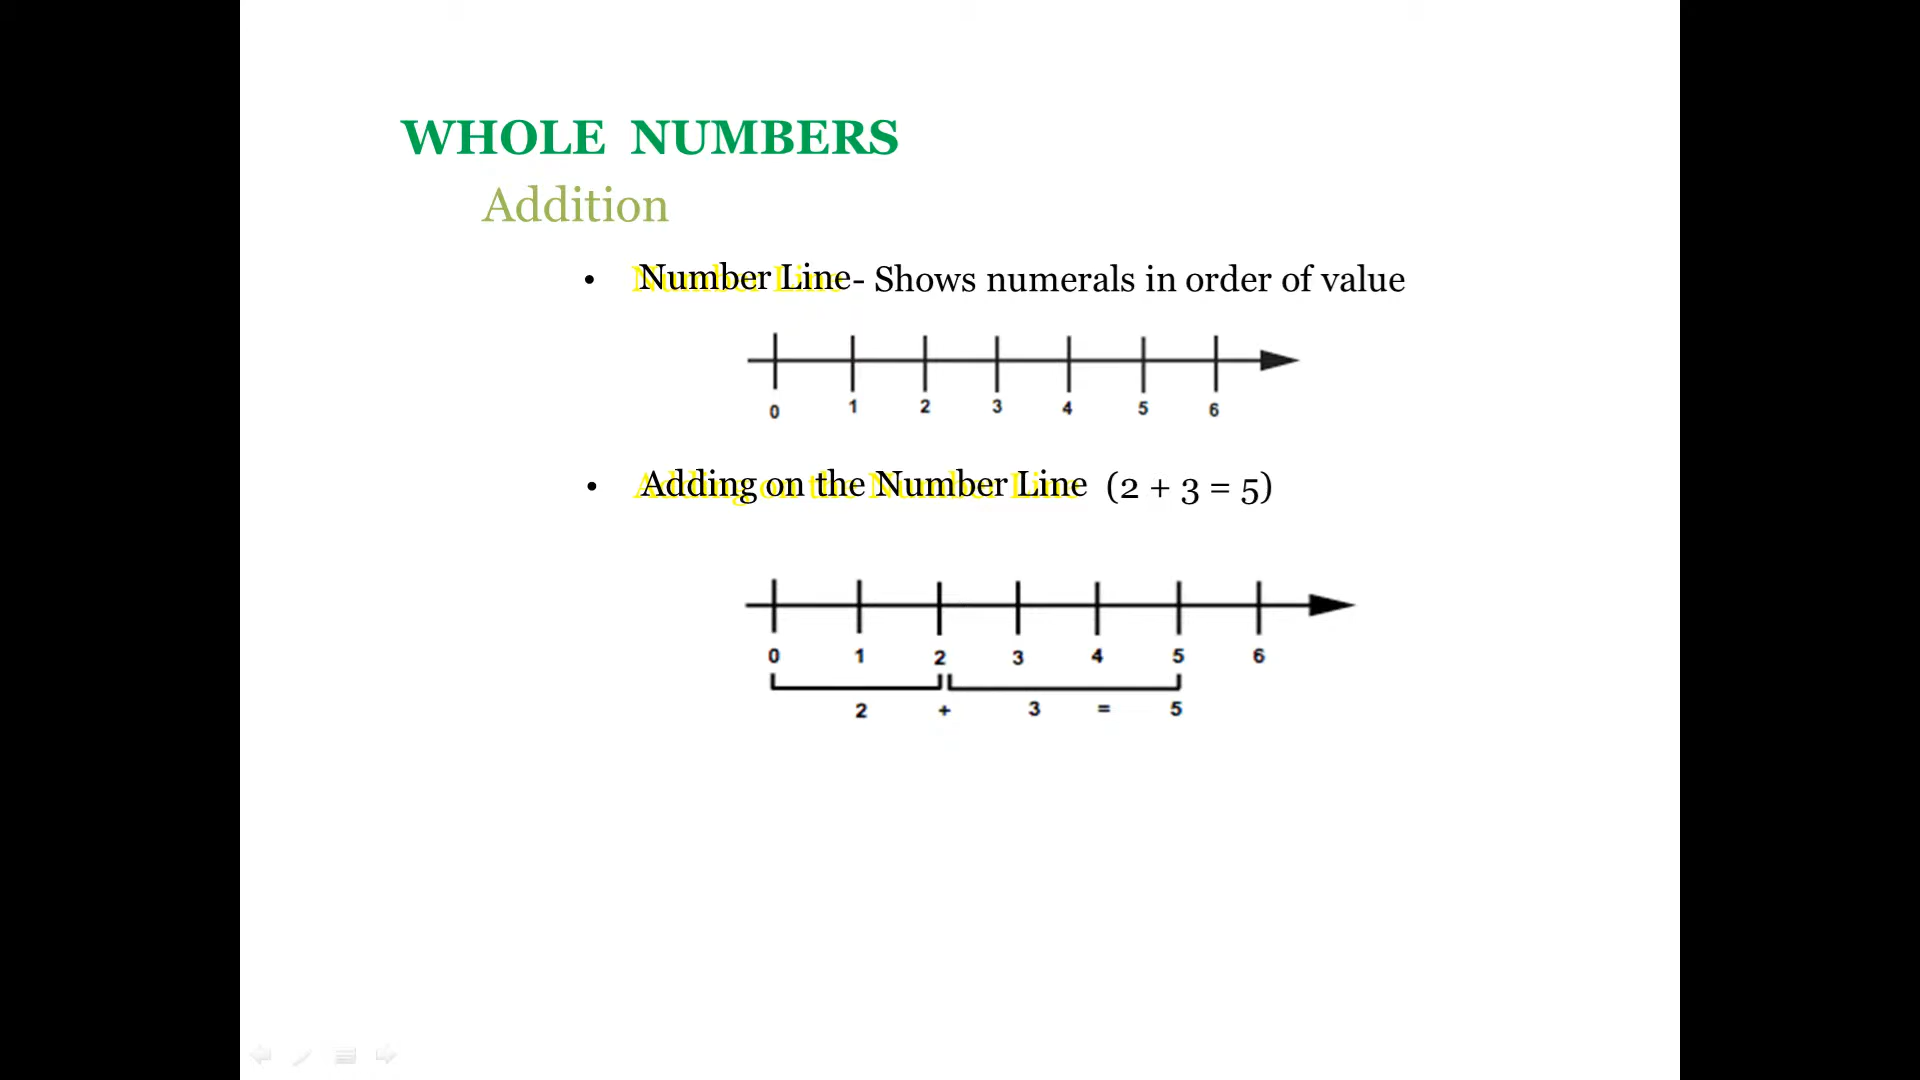 WHOLE NUMBERS
Addition
• Number Line- Shows numerals in order of value
0 1 2 3 4 5 6
• Adding on the Number Line (2 + 3 = 5)
0 1 2 3 4 5 6
2 + 3 = 5